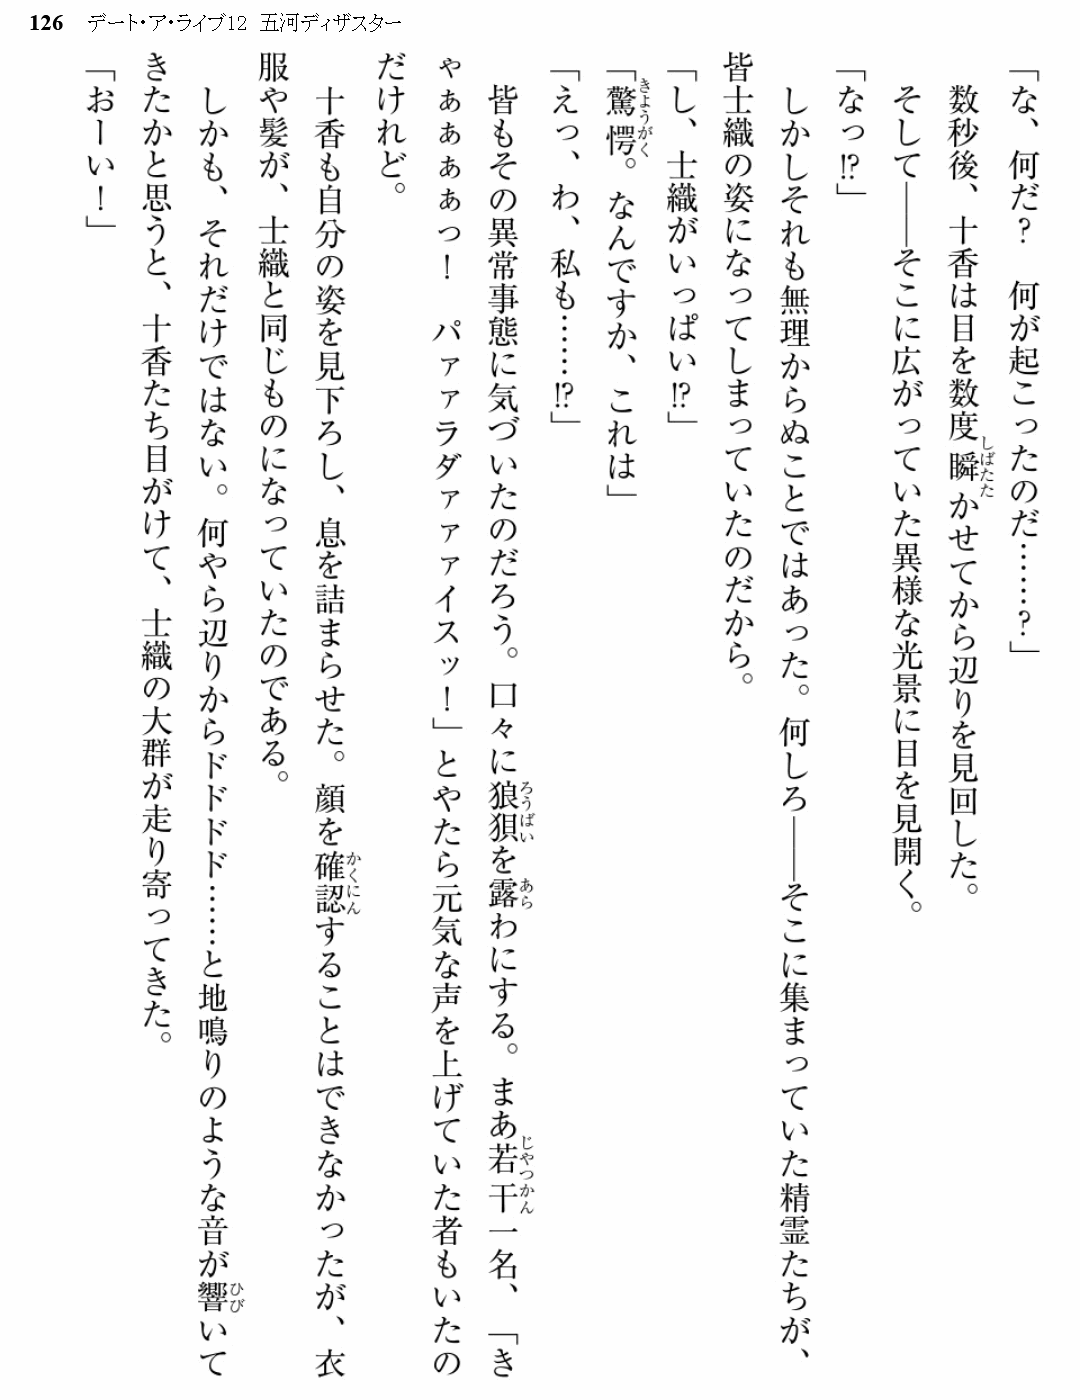 126 デート・ア・ライブ12 五河ディザスター
「な、何だ？　何が起こったのだ……？」
数秒後、十香は目を数度瞬かせてから辺りを見回した。
そして——そこに広がっていた異様な光景に目を見開く。
「なっ!?」
しかしそれも無理からぬことではあった。何しろ——そこに集まっていた精霊たちが、
皆士織の姿になってしまっていたのだから。
「し、士織がいっぱい!?」
「驚愕。なんですか、これは」
「えっ、わ、私も……!?」
皆もその異常事態に気づいたのだろう。口々に狼狽を露わにする。まあ若干一名、「き
ゃぁぁぁぁっ！　パァァラダァァァイスッ！」とやたら元気な声を上げていた者もいたの
だけれど。
十香も自分の姿を見下ろし、息を詰まらせた。顔を確認することはできなかったが、衣
服や髪が、士織と同じものになっていたのである。
しかも、それだけではない。何やら辺りからドドドド……と地鳴りのような音が響いて
きたかと思うと、十香たち目がけて、士織の大群が走り寄ってきた。
「おーい！」